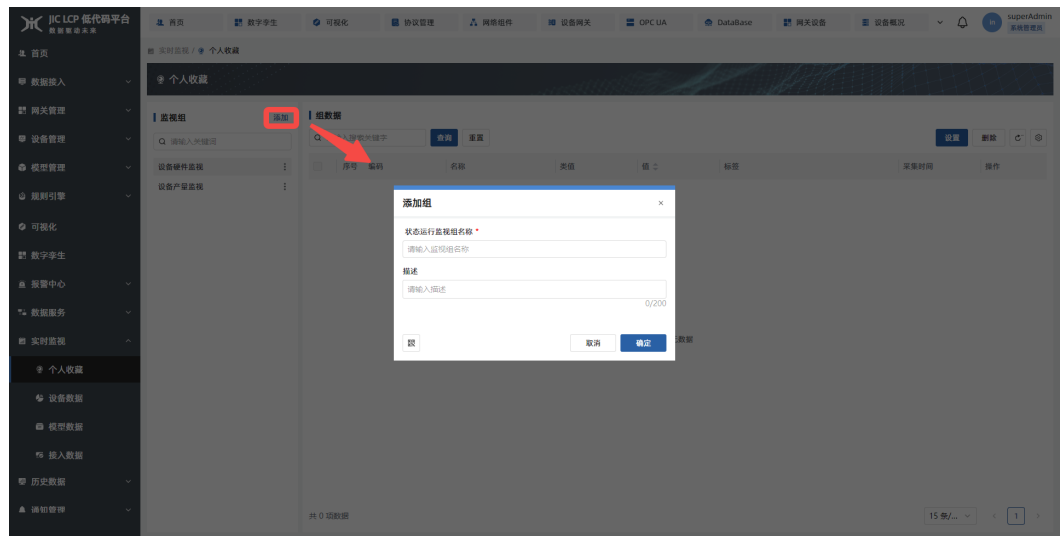 JIC LCP 低代码平台
数据驱动未来
首页 数字孪生 可视化 协议管理 网络组件 设备网关 OPC UA DataBase 网关设备 设备概况
in superAdmin
系统管理员
首页
数据接入
网关管理
设备管理
模型管理
规则引擎
可视化
数字孪生
报警中心
数据服务
实时监视
个人收藏
设备数据
模型数据
接入数据
历史数据
通知管理
实时监视 / 个人收藏
个人收藏
监视组 添加
请输入关键词
设备硬件监视
设备产量监视
组数据
关键字 查询 重置 设置 删除
序号 编码 名称 类值 值 标签 采集时间 操作
添加组 ×
状态运行监视组名称 *
请输入监视组名称
描述
请输入描述
0/200
取消 确定
数据
共 0 项数据 15 条/... 1